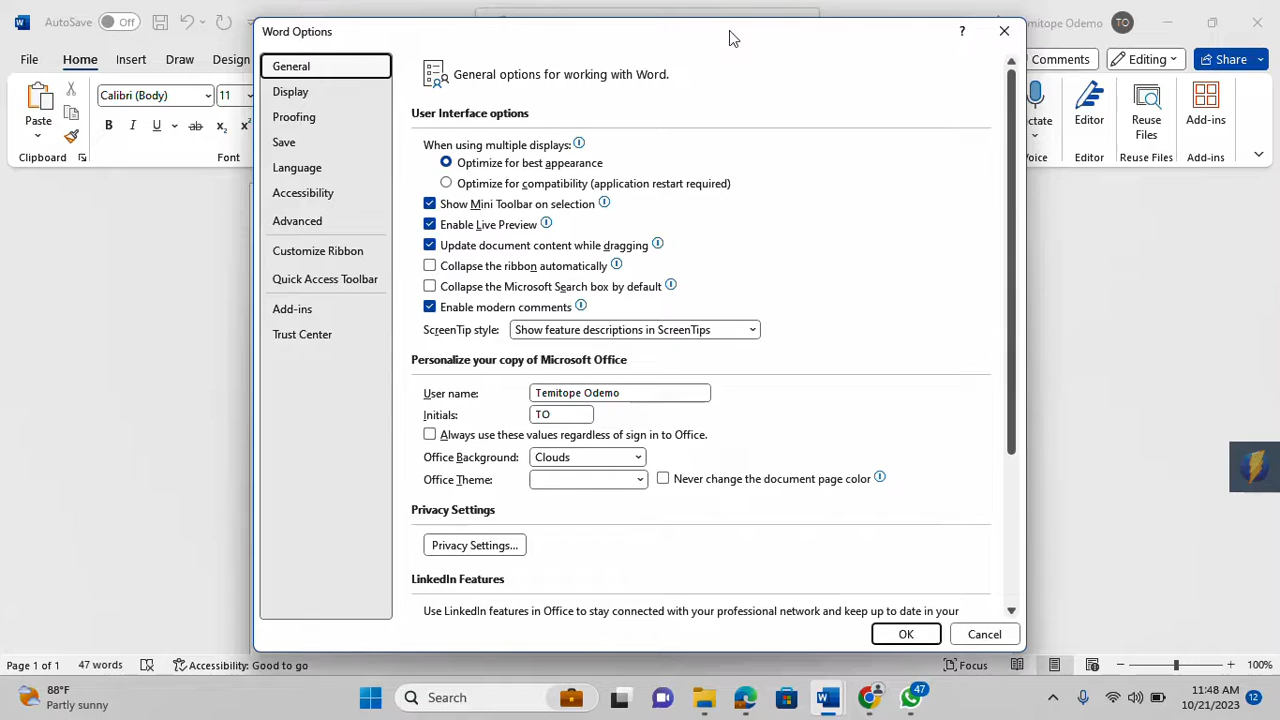 AutoSave Off
Temitope Odemo TO
File Home Insert Draw Design
Comments Editing Share
Paste
Clipboard
Calibri (Body) 11
B I U ab x₂
Font
Editor
Editor
Reuse Files
Reuse Files
Add-ins
Add-ins
Word Options
?
General
Display
Proofing
Save
Language
Accessibility
Advanced
Customize Ribbon
Quick Access Toolbar
Add-ins
Trust Center
General options for working with Word.
User Interface options
When using multiple displays:
Optimize for best appearance
Optimize for compatibility (application restart required)
Show Mini Toolbar on selection
Enable Live Preview
Update document content while dragging
Collapse the ribbon automatically
Collapse the Microsoft Search box by default
Enable modern comments
ScreenTip style: Show feature descriptions in ScreenTips
Personalize your copy of Microsoft Office
User name: Temitope Odemo
Initials: TO
Always use these values regardless of sign in to Office.
Office Background: Clouds
Office Theme: Never change the document page color
Privacy Settings
Privacy Settings...
LinkedIn Features
Use LinkedIn features in Office to stay connected with your professional network and keep up to date in your
OK Cancel
Page 1 of 1 47 words Accessibility: Good to go Focus 100%
88°F
Partly sunny
Search
47
11:48 AM
10/21/2023
12